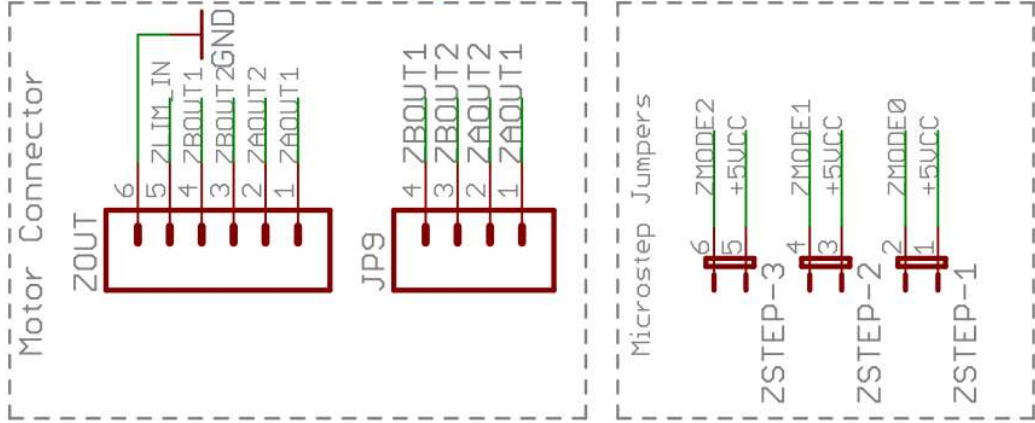 Motor Connector
GND
ZLIM_IN
ZBOUT1
ZBOUT2
ZAOUT2
ZAOUT1
6
5
4
3
2
1
ZOUT
ZBOUT1
ZBOUT2
ZAOUT2
ZAOUT1
4
3
2
1
JP9
Microstep Jumpers
ZMODE2
+5VCC
6
5
ZSTEP-3
ZMODE1
+5VCC
4
3
ZSTEP-2
ZMODE0
+5VCC
2
1
ZSTEP-1